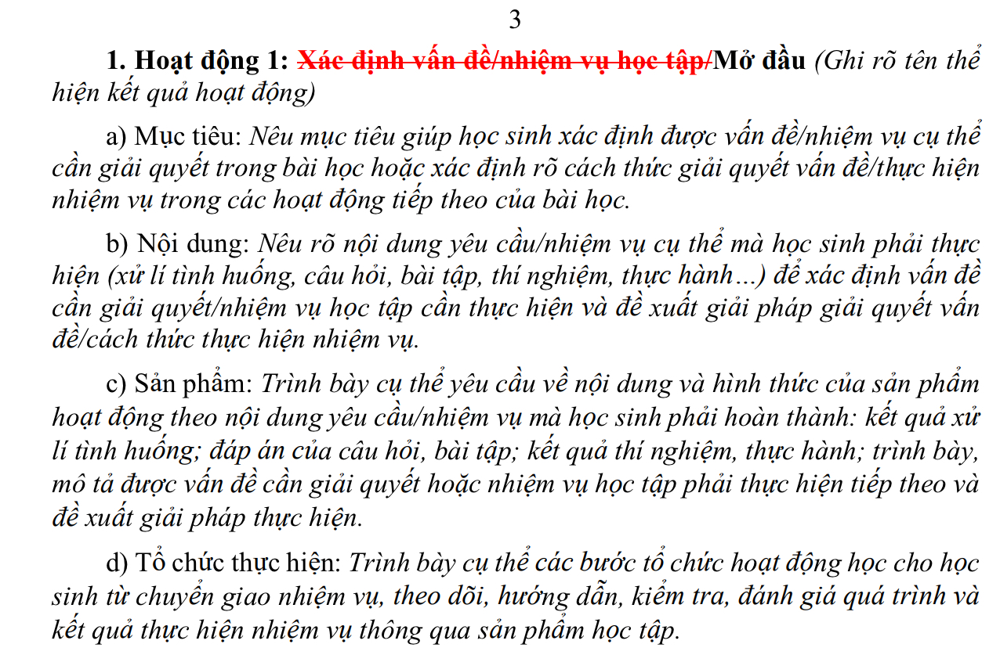 3
1. Hoạt động 1: Xác định vấn đề/nhiệm vụ học tập/Mở đầu (Ghi rõ tên thể
hiện kết quả hoạt động)
a) Mục tiêu: Nêu mục tiêu giúp học sinh xác định được vấn đề/nhiệm vụ cụ thể
cần giải quyết trong bài học hoặc xác định rõ cách thức giải quyết vấn đề/thực hiện
nhiệm vụ trong các hoạt động tiếp theo của bài học.
b) Nội dung: Nêu rõ nội dung yêu cầu/nhiệm vụ cụ thể mà học sinh phải thực
hiện (xử lí tình huống, câu hỏi, bài tập, thí nghiệm, thực hành…) để xác định vấn đề
cần giải quyết/nhiệm vụ học tập cần thực hiện và đề xuất giải pháp giải quyết vấn
đề/cách thức thực hiện nhiệm vụ.
c) Sản phẩm: Trình bày cụ thể yêu cầu về nội dung và hình thức của sản phẩm
hoạt động theo nội dung yêu cầu/nhiệm vụ mà học sinh phải hoàn thành: kết quả xử
lí tình huống; đáp án của câu hỏi, bài tập; kết quả thí nghiệm, thực hành; trình bày,
mô tả được vấn đề cần giải quyết hoặc nhiệm vụ học tập phải thực hiện tiếp theo và
đề xuất giải pháp thực hiện.
d) Tổ chức thực hiện: Trình bày cụ thể các bước tổ chức hoạt động học cho học
sinh từ chuyển giao nhiệm vụ, theo dõi, hướng dẫn, kiểm tra, đánh giá quá trình và
kết quả thực hiện nhiệm vụ thông qua sản phẩm học tập.